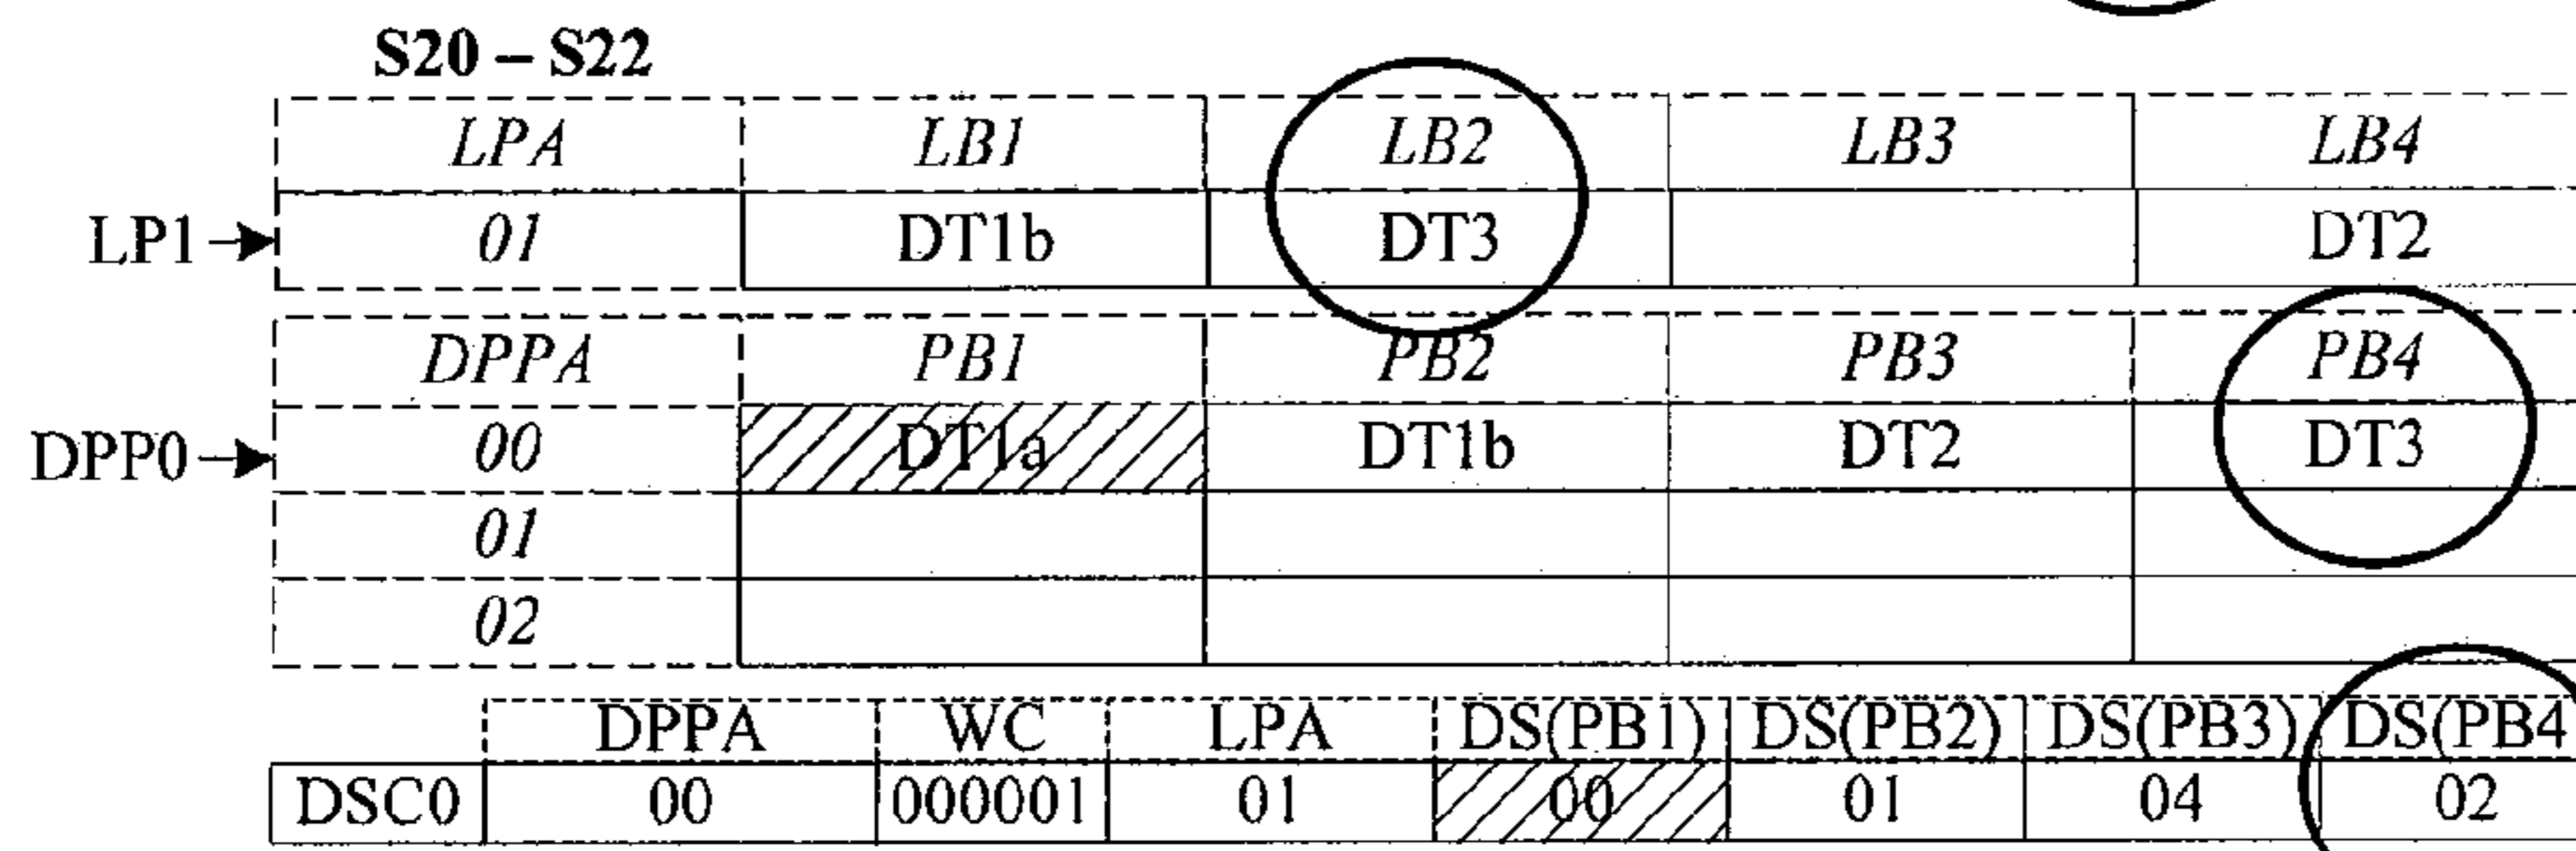 S20 – S22
LPA LB1 LB2 LB3 LB4
LP1 01 DT1b DT3 DT2
DPPA PB1 PB2 PB3 PB4
DPP0 00 DT1a DT1b DT2 DT3
01
02
DPPA WC LPA DS(PB1) DS(PB2) DS(PB3) DS(PB4
DSC0 00 000001 01 00 01 04 02